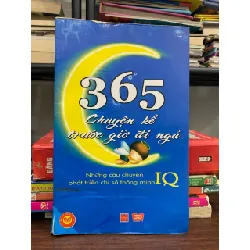 365
Chuyện kể
trước giờ đi ngủ
Những câu chuyện
phát triển chỉ số thông minh IQ